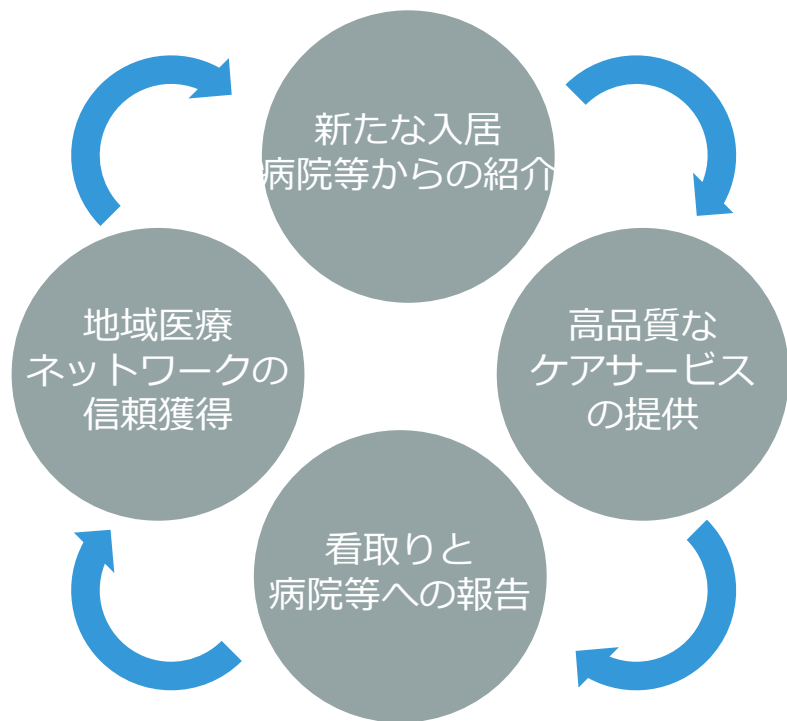 新たな入居
病院等からの紹介
高品質な
ケアサービス
の提供
看取りと
病院等への報告
地域医療
ネットワークの
信頼獲得